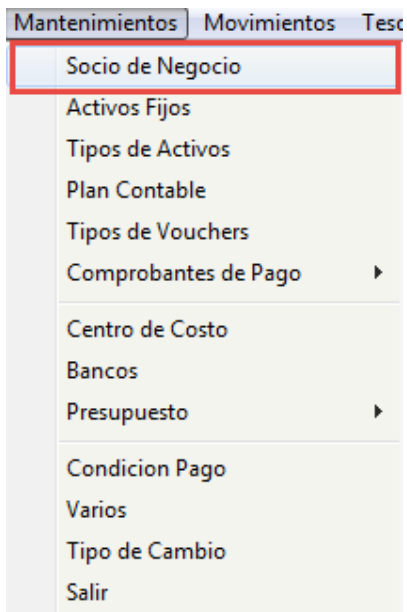 Mantenimientos Movimientos
Socio de Negocio
Activos Fijos
Tipos de Activos
Plan Contable
Tipos de Vouchers
Comprobantes de Pago
Centro de Costo
Bancos
Presupuesto
Condicion Pago
Varios
Tipo de Cambio
Salir